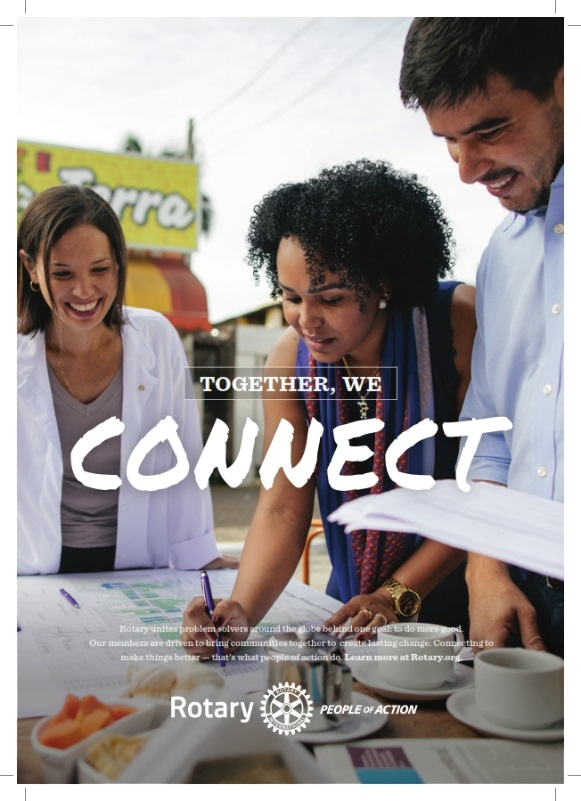 Terra
TOGETHER, WE
CONNECT
Rotary unites problem solvers around the globe behind one goal: to do more good.
Our members are driven to bring communities together to create lasting change. Connecting to
make things better — that's what people of action do. Learn more at Rotary.org.
Rotary
PEOPLE OF ACTION